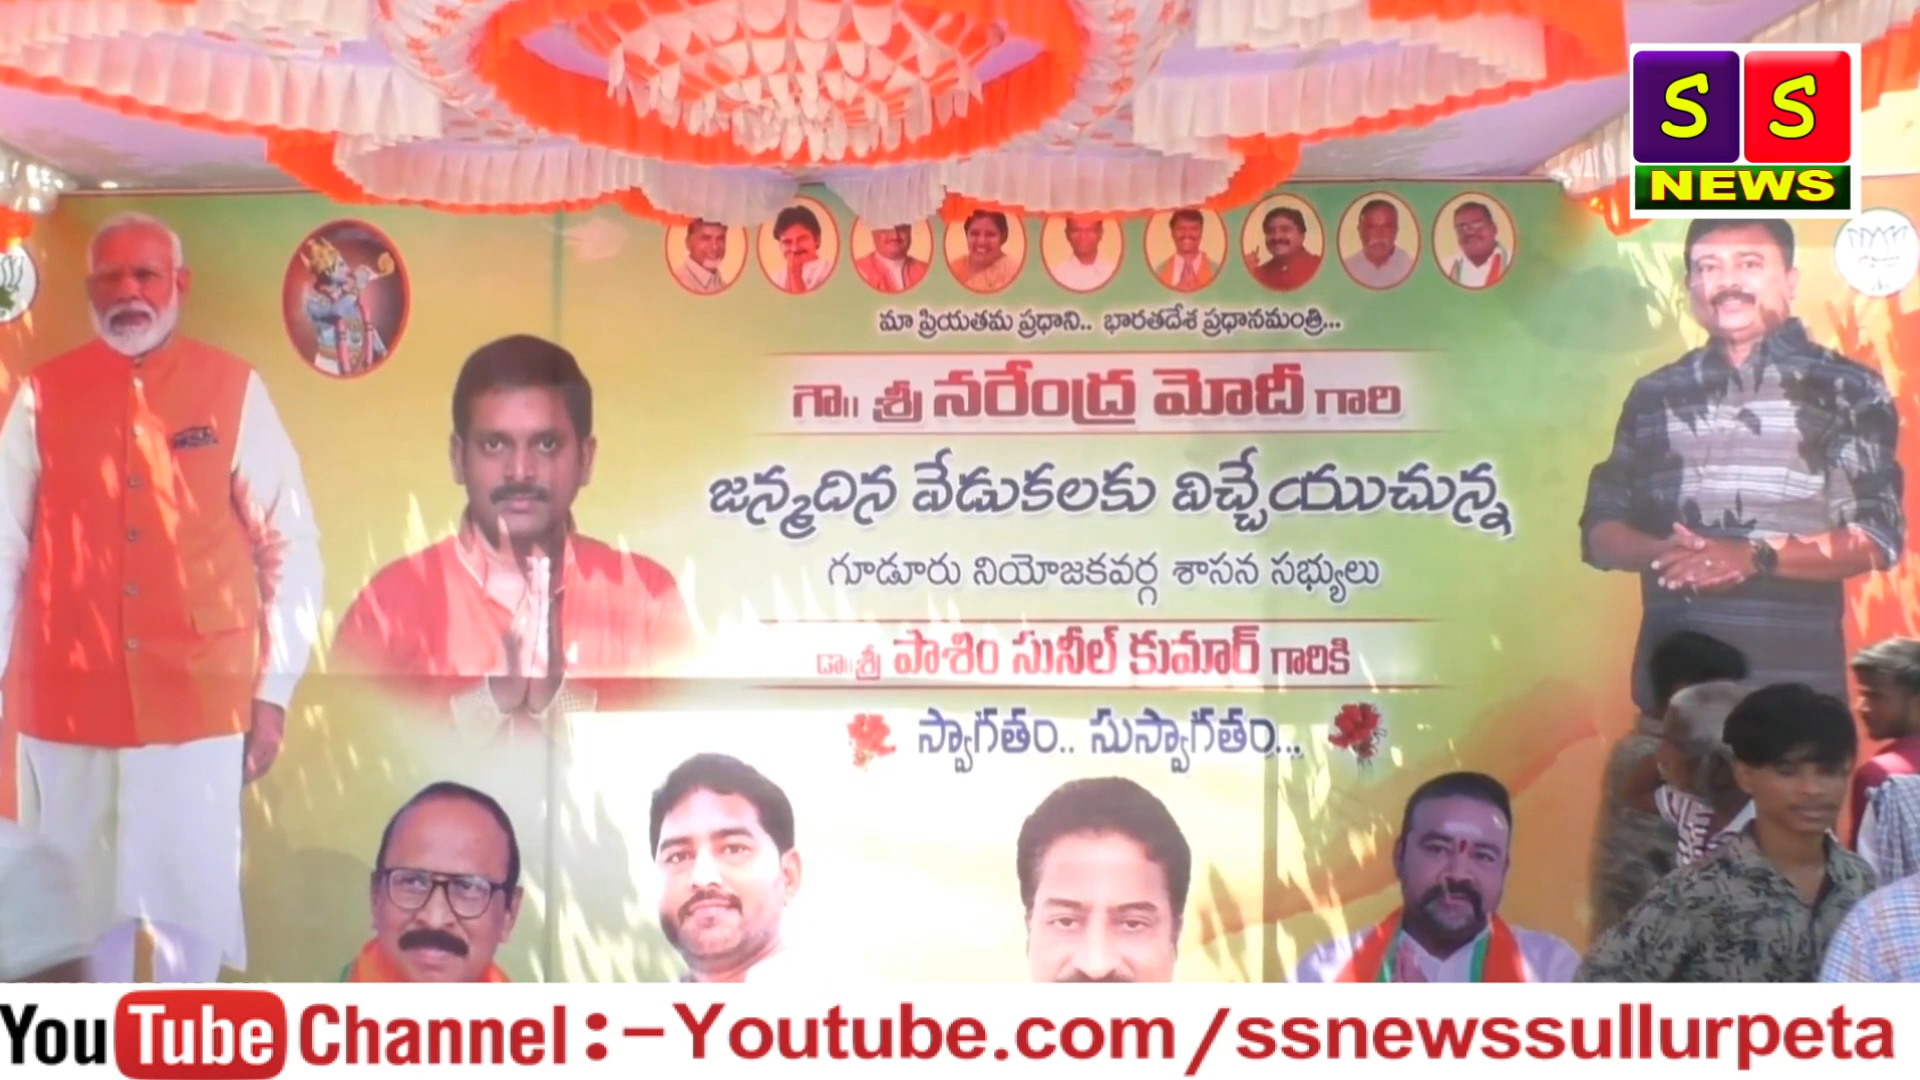 S S
NEWS
మా ప్రియతమ ప్రధాని.. భారతదేశ ప్రధానమంత్రి...
గౌ॥ శ్రీ నరేంద్ర మోదీ గారి
జన్మదిన వేడుకలకు విచ్చేయుచున్న
గూడూరు నియోజకవర్గ శాసన సభ్యులు
డా॥శ్రీ పాశిం సునీల్ కుమార్ గారికి
స్వాగతం.. సుస్వాగతం...
YouTube Channel :-Youtube.com/ssnewssullurpeta